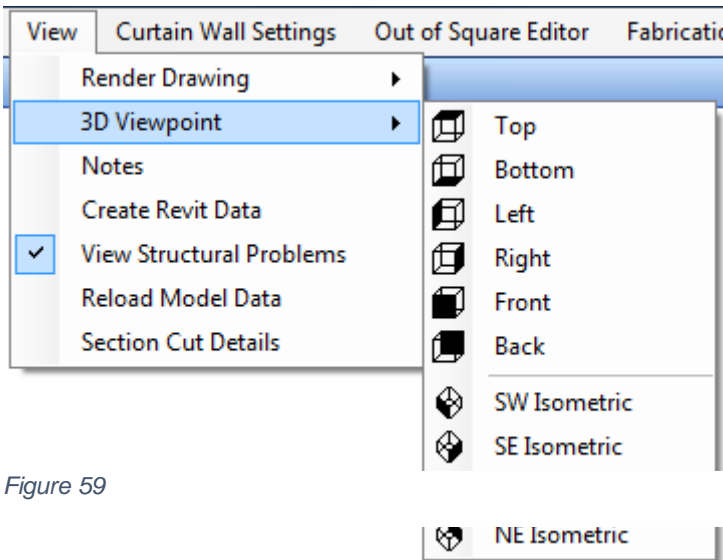 View Curtain Wall Settings Out of Square Editor
Render Drawing
3D Viewpoint
Notes
Create Revit Data
View Structural Problems
Reload Model Data
Section Cut Details
Top
Bottom
Left
Right
Front
Back
SW Isometric
SE Isometric
Figure 59
NE Isometric